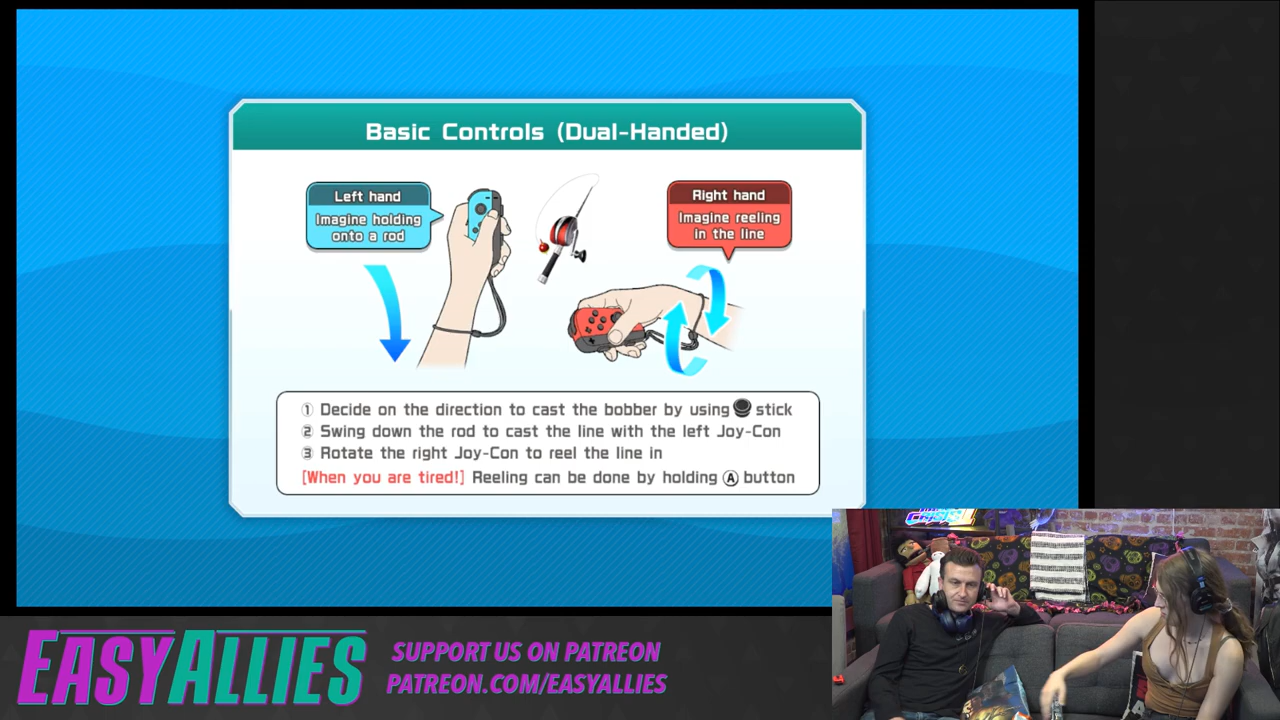 Basic Controls (Dual-Handed)
Left hand
Imagine holding
onto a rod
Right hand
Imagine reeling
in the line
① Decide on the direction to cast the bobber by using stick
② Swing down the rod to cast the line with the left Joy-Con
③ Rotate the right Joy-Con to reel the line in
[When you are tired!] Reeling can be done by holding Ⓐ button
EASYALLIES
SUPPORT US ON PATREON
PATREON.COM/EASYALLIES